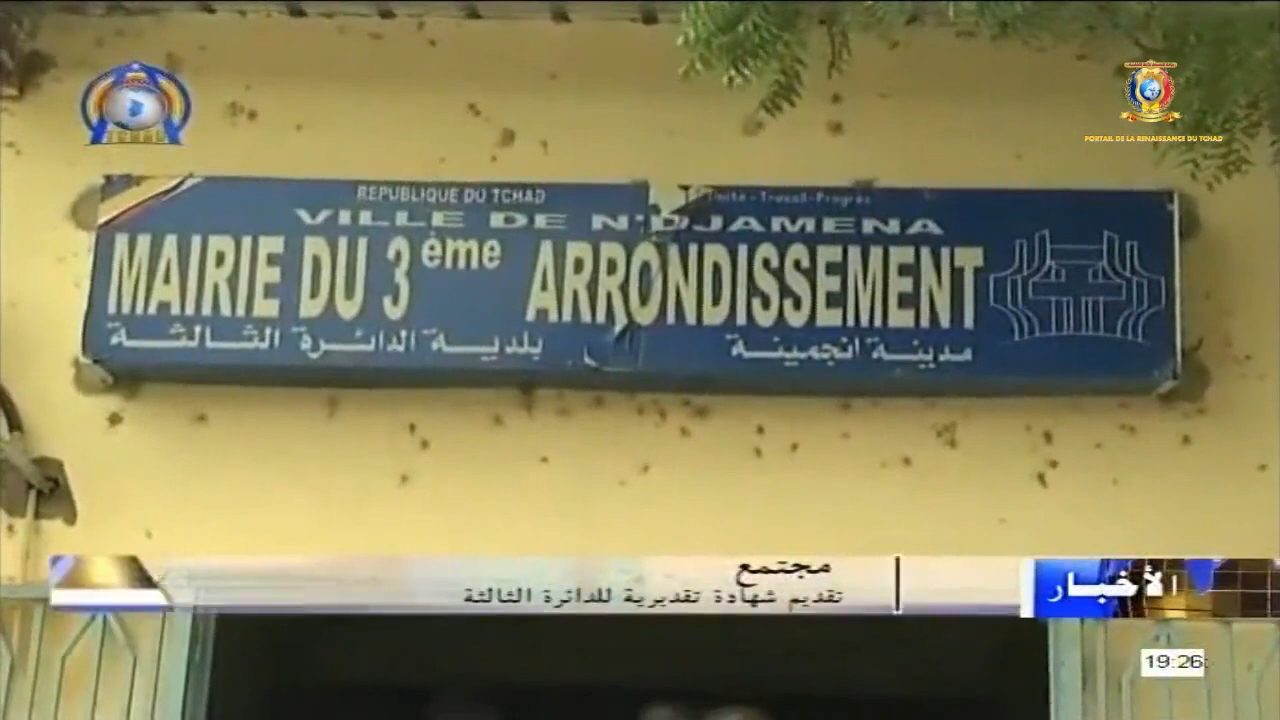 TCHAD
PORTAIL DE LA RENAISSANCE DU TCHAD
REPUBLIQUE DU TCHAD
Unité - Travail - Progrès
VILLE DE N'DJAMENA
MAIRIE DU 3ème ARRONDISSEMENT
بلدية الدائرة الثالثة
مدينة انجمينة
الأخبار
مجتمع
تقديم شهادة تقديرية للدائرة الثالثة
19:26